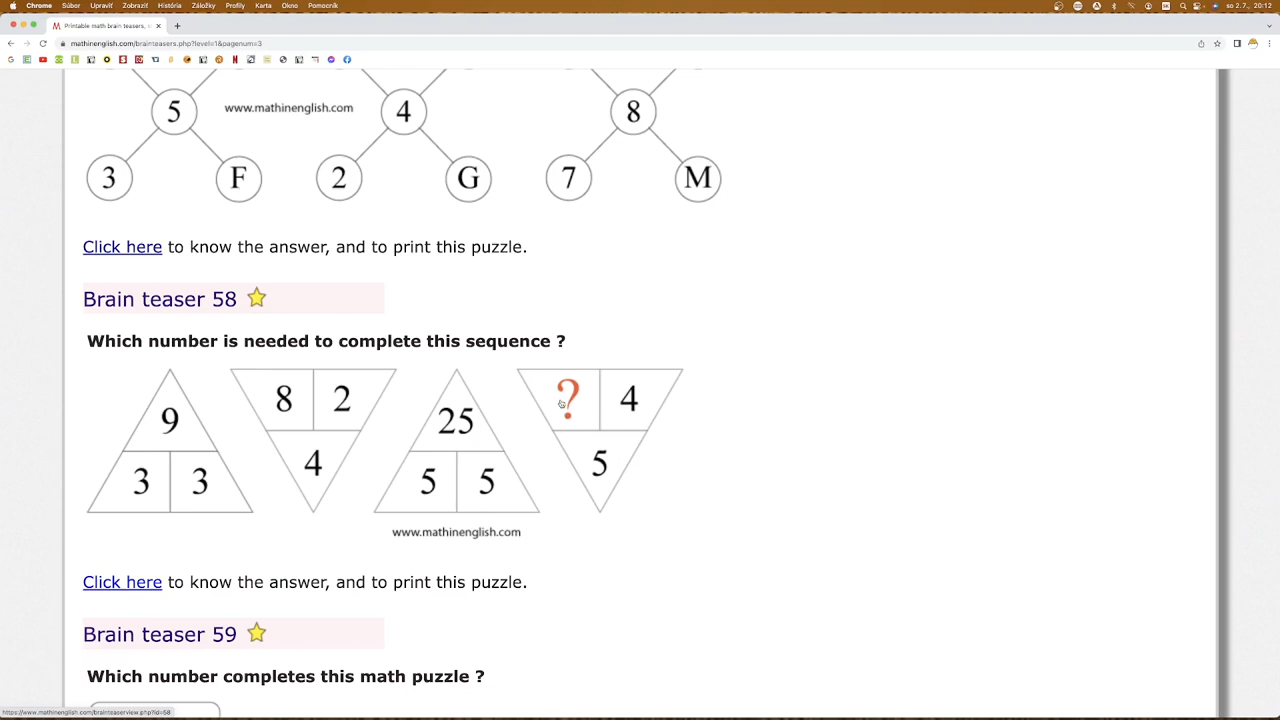 Chrome Súbor Upraviť Zobraziť História Záložky Profily Karta Okno Pomocník
so 2.7., 20:12
Printable math brain teasers,
mathinenglish.com/brainteasers.php?level=1&pagenum=3
5 www.mathinenglish.com 4 8
3 F 2 G 7 M
Click here to know the answer, and to print this puzzle.
Brain teaser 58
Which number is needed to complete this sequence ?
9 8 2 25 ? 4
3 3 4 5 5 5
www.mathinenglish.com
Click here to know the answer, and to print this puzzle.
Brain teaser 59
Which number completes this math puzzle ?
https://www.mathinenglish.com/brainteaserview.php?id=58